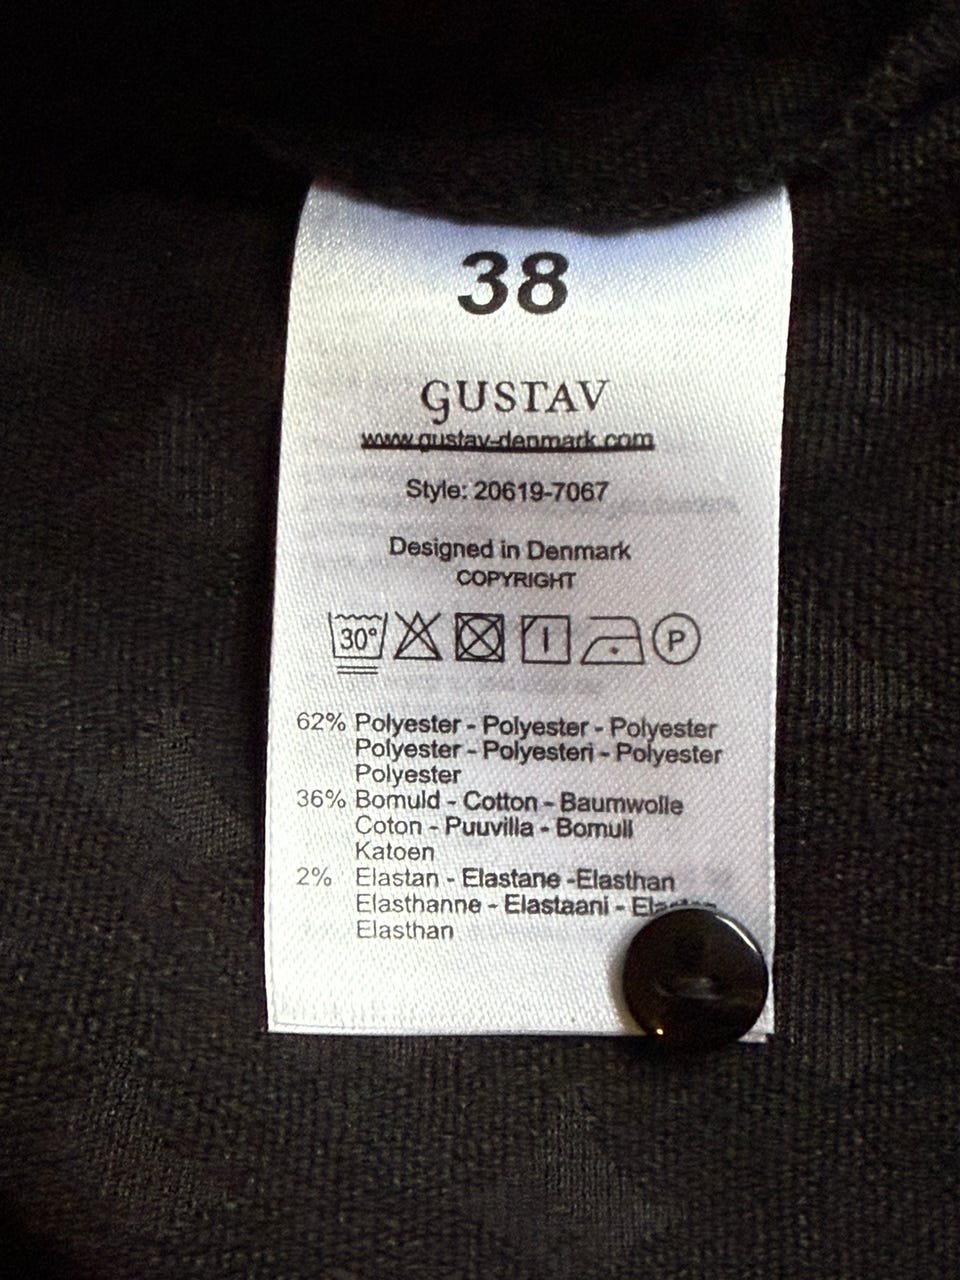 38
GUSTAV
www.gustav-denmark.com
Style: 20619-7067
Designed in Denmark
COPYRIGHT
30° I P
62% Polyester - Polyester - Polyester
Polyester - Polyesteri - Polyester
Polyester
36% Bomuld - Cotton - Baumwolle
Coton - Puuvilla - Bomull
Katoen
2% Elastan - Elastane -Elasthan
Elasthanne - Elastaani -
Elasthan